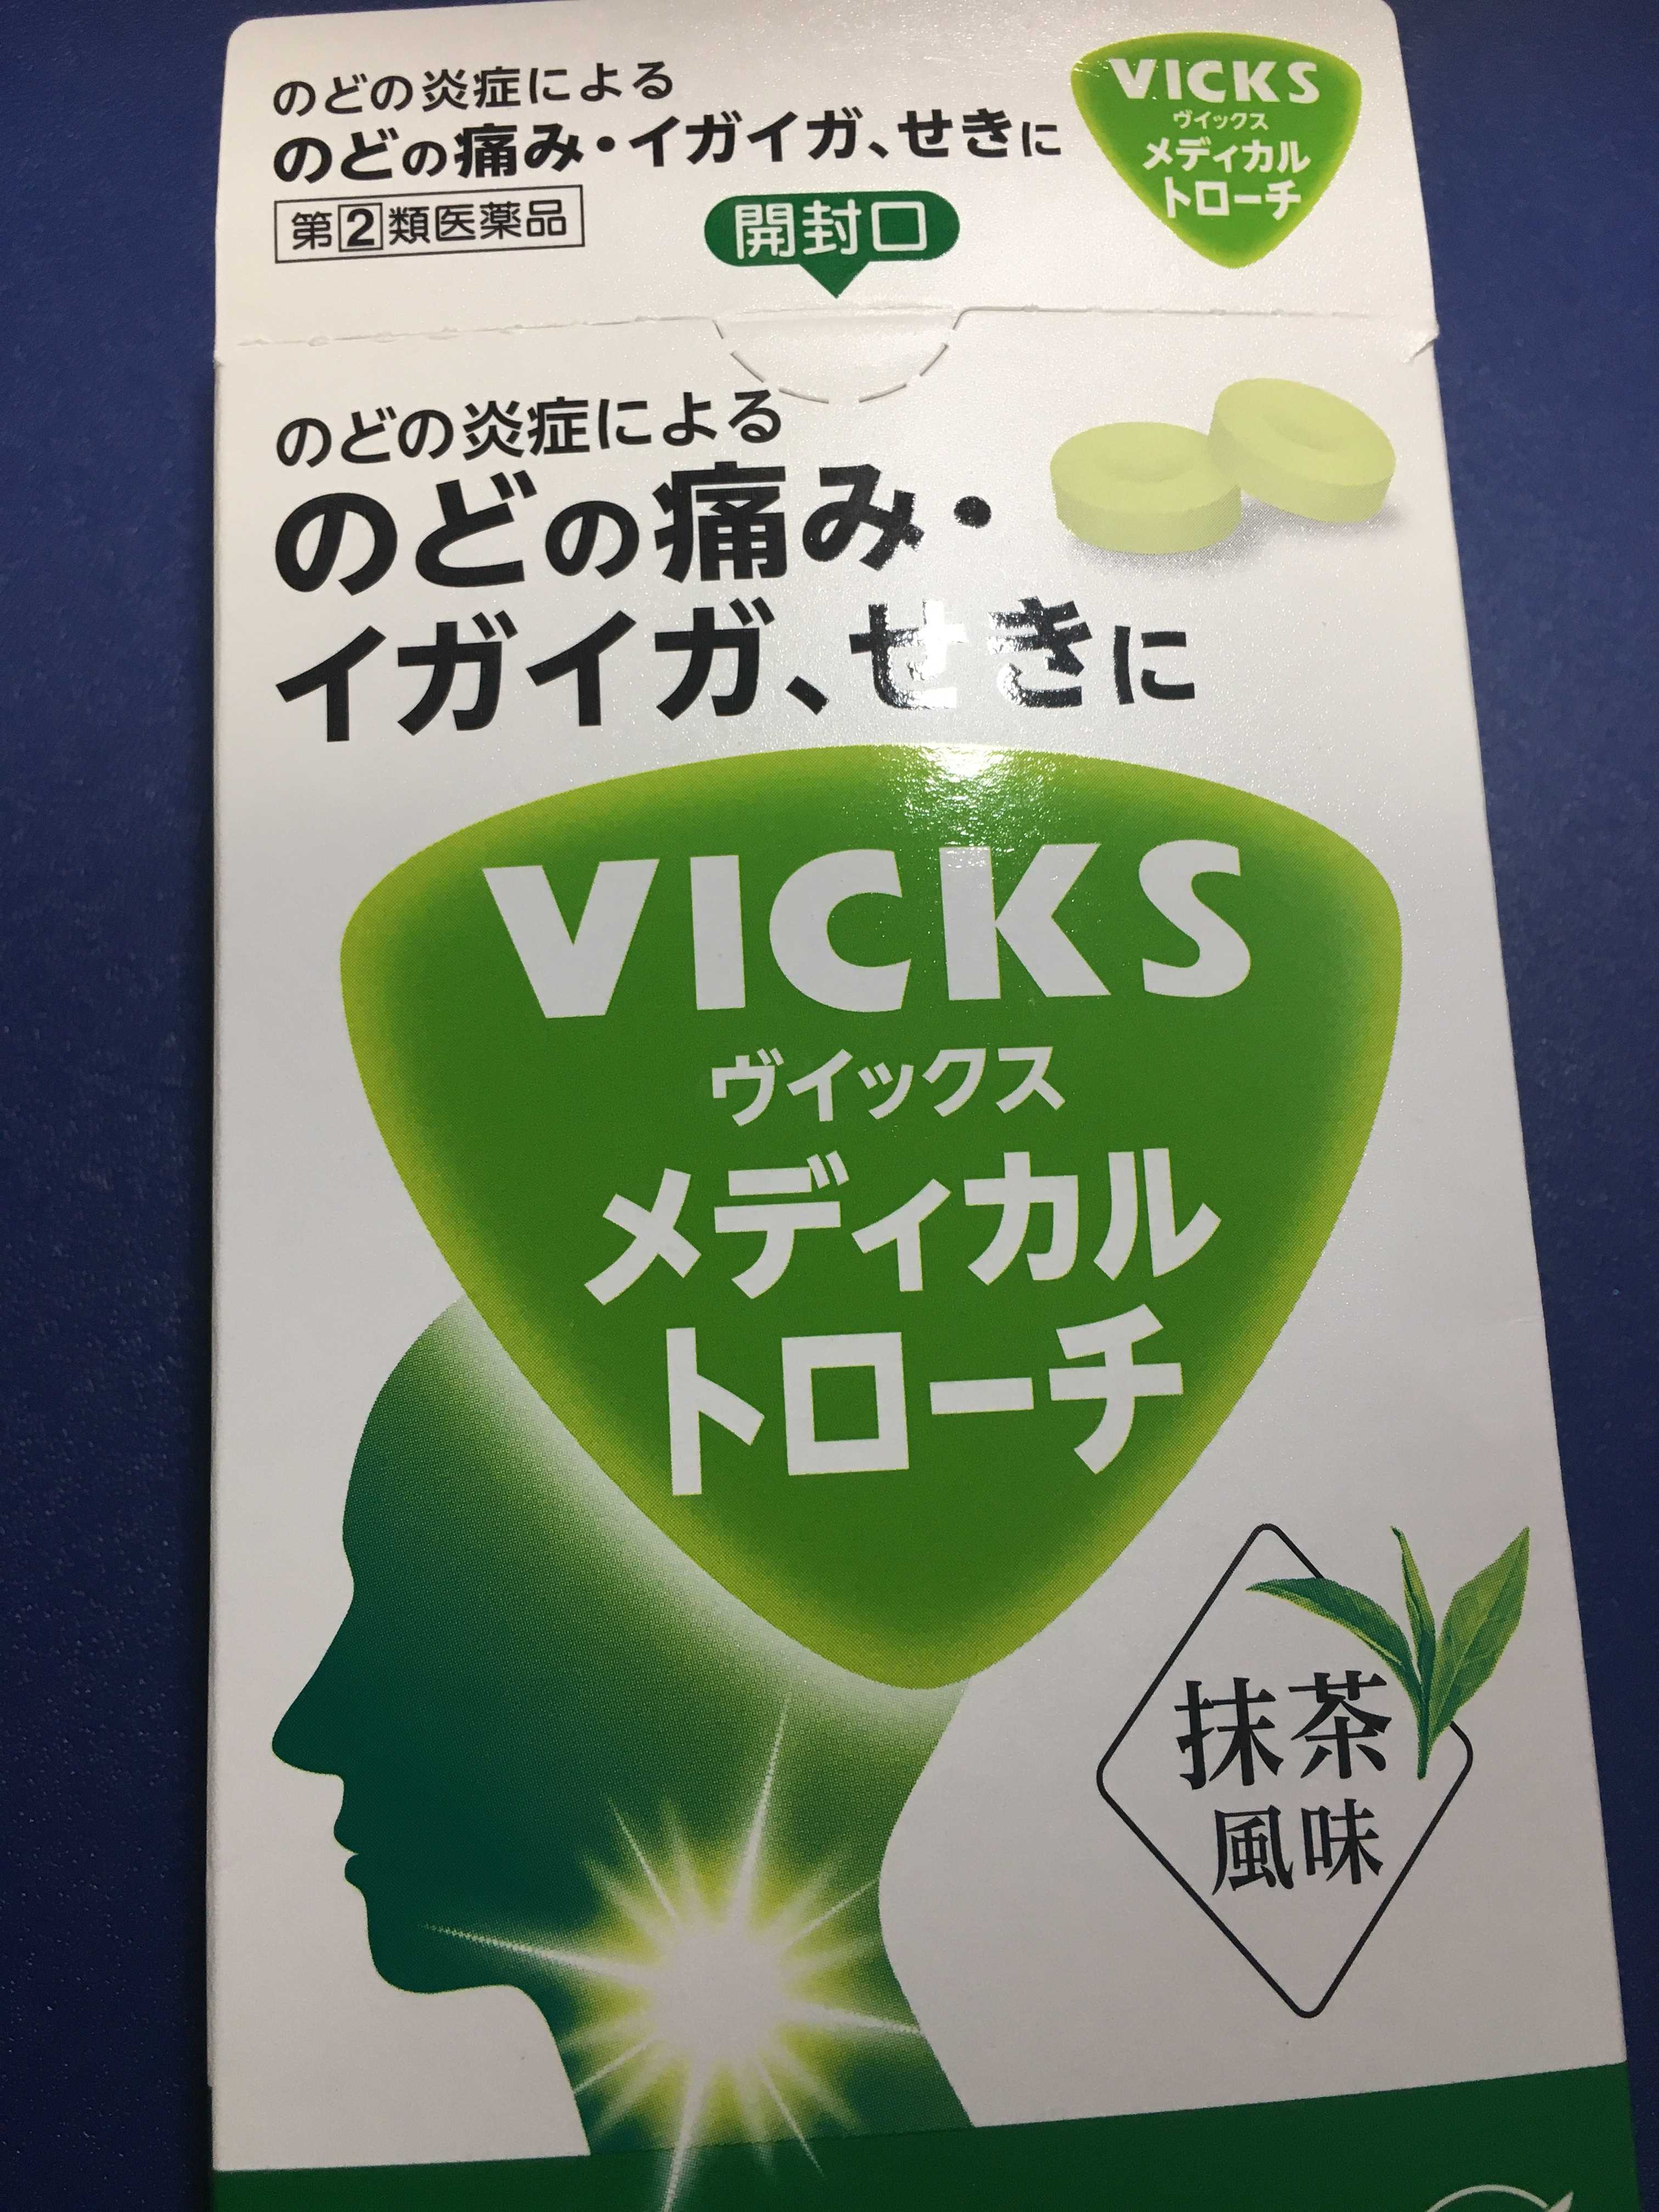 のどの炎症による
のどの痛み・イガイガ、せきに
第2類医薬品
開封口
VICKS
ヴイックス
メディカル
トローチ
のどの炎症による
のどの痛み・
イガイガ、せきに
VICKS
ヴイックス
メディカル
トローチ
抹茶
風味